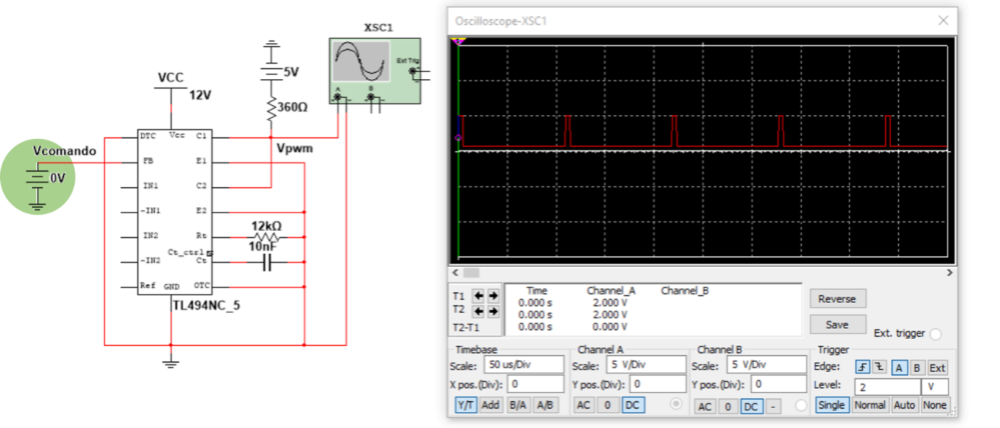 XSC1
Ext Trig
A
B
VCC
12V
5V
360Ω
Vcomando
0V
Vpwm
DTC Vcc C1
FB E1
IN1 C2
-IN1 E2
IN2 Rt
Ct_ctrl
-IN2 Ct
Ref GND OTC
12kΩ
10nF
TL494NC_5
Oscilloscope-XSC1
Time Channel_A Channel_B
T1 0.000 s 2.000 V
T2 0.000 s 2.000 V
T2-T1 0.000 s 0.000 V
Reverse
Save
Ext. trigger
Timebase
Scale: 50 us/Div
X pos.(Div): 0
Y/T Add B/A A/B
Channel A
Scale: 5 V/Div
Y pos.(Div): 0
AC 0 DC
Channel B
Scale: 5 V/Div
Y pos.(Div): 0
AC 0 DC -
Trigger
Edge: A B Ext
Level: 2 V
Single Normal Auto None